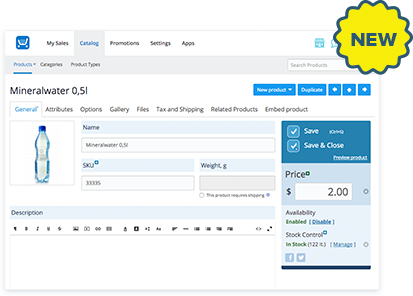 NEW
My Sales Catalog Promotions Settings Apps
Products Categories Product Types
Search Products
Mineralwater 0,5l
New product Duplicate
General Attributes Options Gallery Files Tax and Shipping Related Products Embed product
Name
Mineralwater 0,5l
SKU
Weight, g
33335
This product requires shipping
Description
Save
Save & Close
Preview product
Price
$ 2.00
Availability
Enabled [ Disable ]
Stock Control
In Stock (122 it.) [ Manage ]